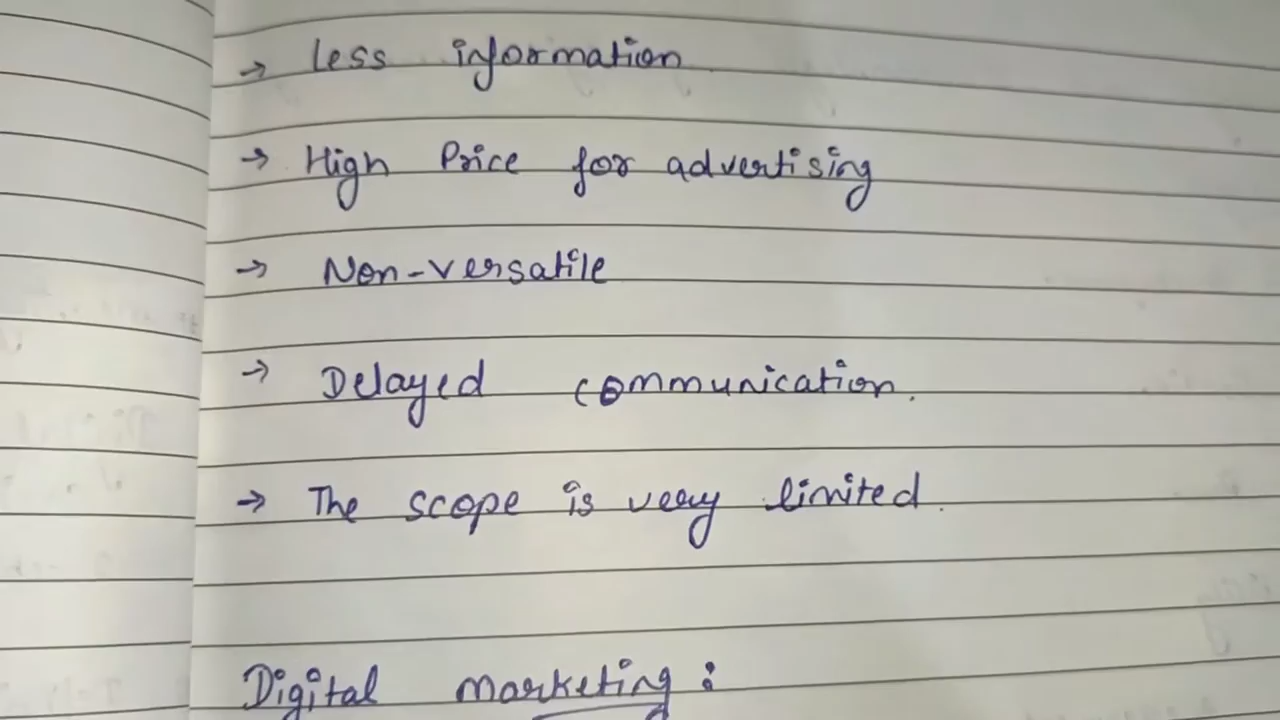 → Less information
→ High Price for advertising
→ Non-versatile
→ Delayed communication.
→ The scope is very limited.
Digital marketing: